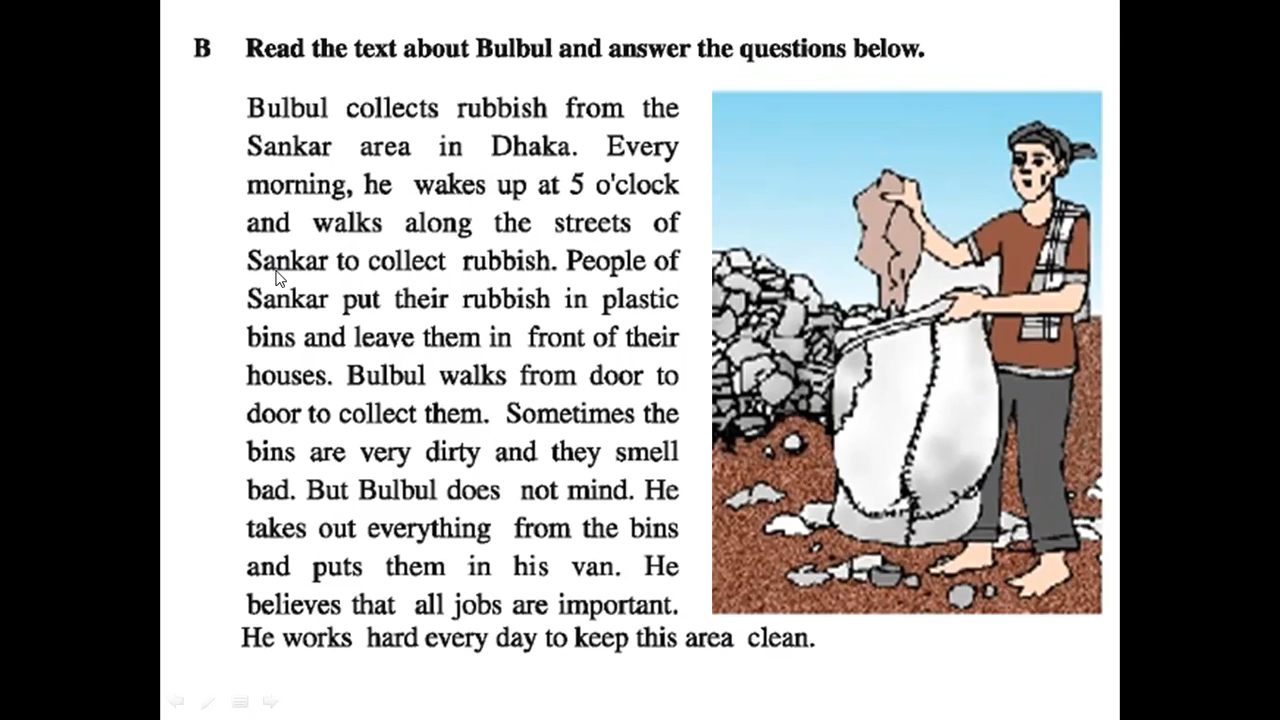 B Read the text about Bulbul and answer the questions below.
Bulbul collects rubbish from the
Sankar area in Dhaka. Every
morning, he wakes up at 5 o'clock
and walks along the streets of
Sankar to collect rubbish. People of
Sankar put their rubbish in plastic
bins and leave them in front of their
houses. Bulbul walks from door to
door to collect them. Sometimes the
bins are very dirty and they smell
bad. But Bulbul does not mind. He
takes out everything from the bins
and puts them in his van. He
believes that all jobs are important.
He works hard every day to keep this area clean.